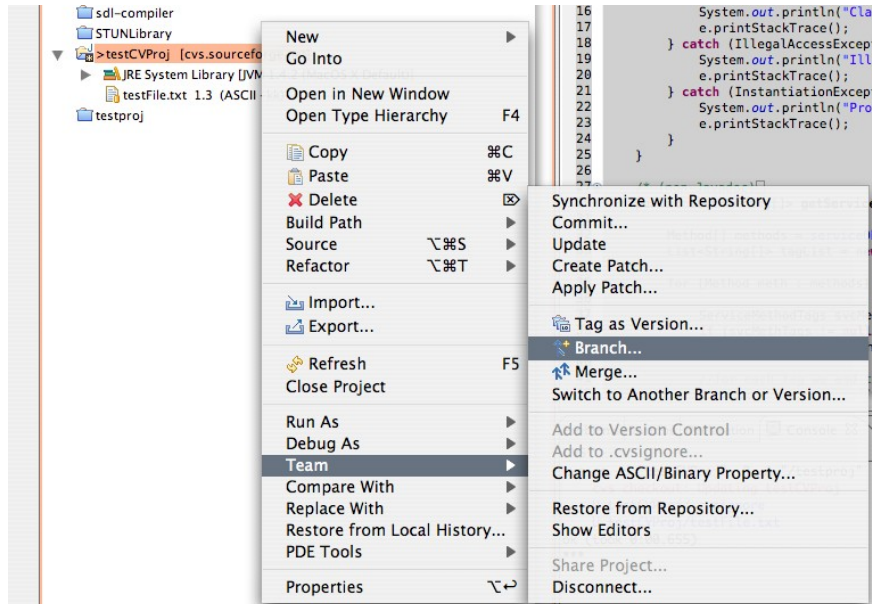 sdl-compiler
STUNLibrary
>testCVProj [cvs.sourcefo
JRE System Library [JVM 1.4.2 (MacOS X Default)]
testFile.txt 1.3 (ASCII
testproj
New
Go Into
Open in New Window
Open Type Hierarchy F4
Copy ⌘C
Paste ⌘V
Delete ⌦
Build Path
Source ⌥⌘S
Refactor ⌥⌘T
Import...
Export...
Refresh F5
Close Project
Run As
Debug As
Team
Compare With
Replace With
Restore from Local History...
PDE Tools
Properties ⌥↩
16 System.out.println("Cla
17 e.printStackTrace();
18 } catch (IllegalAccessExcept
19 System.out.println("Ill
20 e.printStackTrace();
21 } catch (InstantiationExcept
22 System.out.println("Pro
23 e.printStackTrace();
24 }
25 }
26
Synchronize with Repository
Commit...
Update
Create Patch...
Apply Patch...
Tag as Version...
Branch...
Merge...
Switch to Another Branch or Version...
Add to Version Control
Add to .cvsignore...
Change ASCII/Binary Property...
Restore from Repository...
Show Editors
Share Project...
Disconnect...